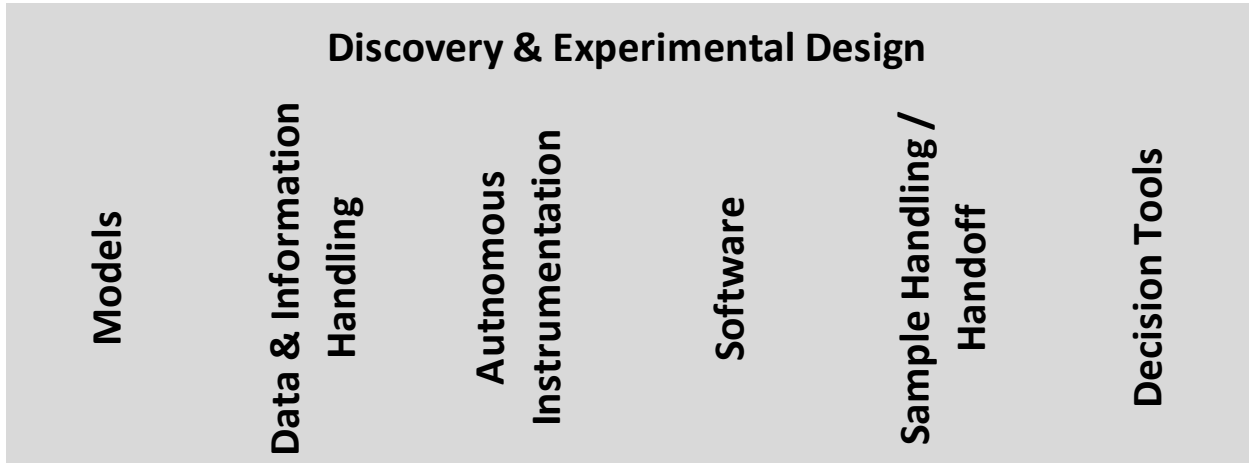 Discovery & Experimental Design
Models
Data & Information
Handling
Autnomous
Instrumentation
Software
Sample Handling /
Handoff
Decision Tools